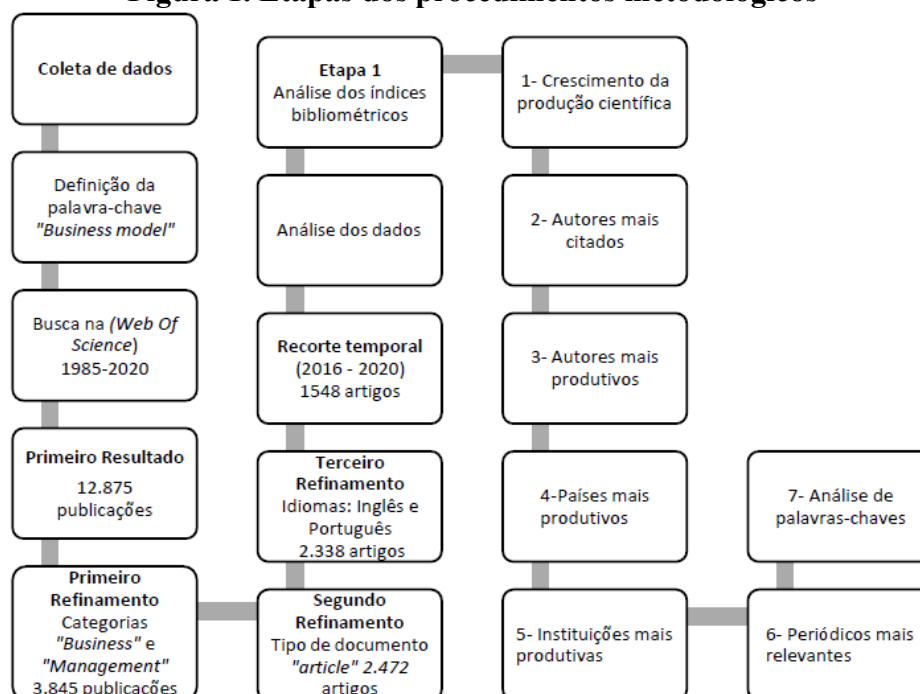 Figura 1. Etapas dos procedimentos metodológicos
Coleta de dados
Definição da
palavra-chave
"Business model"
Busca na (Web Of
Science)
1985-2020
Primeiro Resultado
12.875
publicações
Primeiro
Refinamento
Categorias
"Business" e
"Management"
3.845 publicações
Segundo
Refinamento
Tipo de documento
"article" 2.472
artigos
Terceiro
Refinamento
Idiomas: Inglês e
Português
2.338 artigos
Recorte temporal
(2016 - 2020)
1548 artigos
Análise dos dados
Etapa 1
Análise dos índices
bibliométricos
1- Crescimento da
produção científica
2- Autores mais
citados
3- Autores mais
produtivos
4-Países mais
produtivos
5- Instituições mais
produtivas
6- Periódicos mais
relevantes
7- Análise de
palavras-chaves